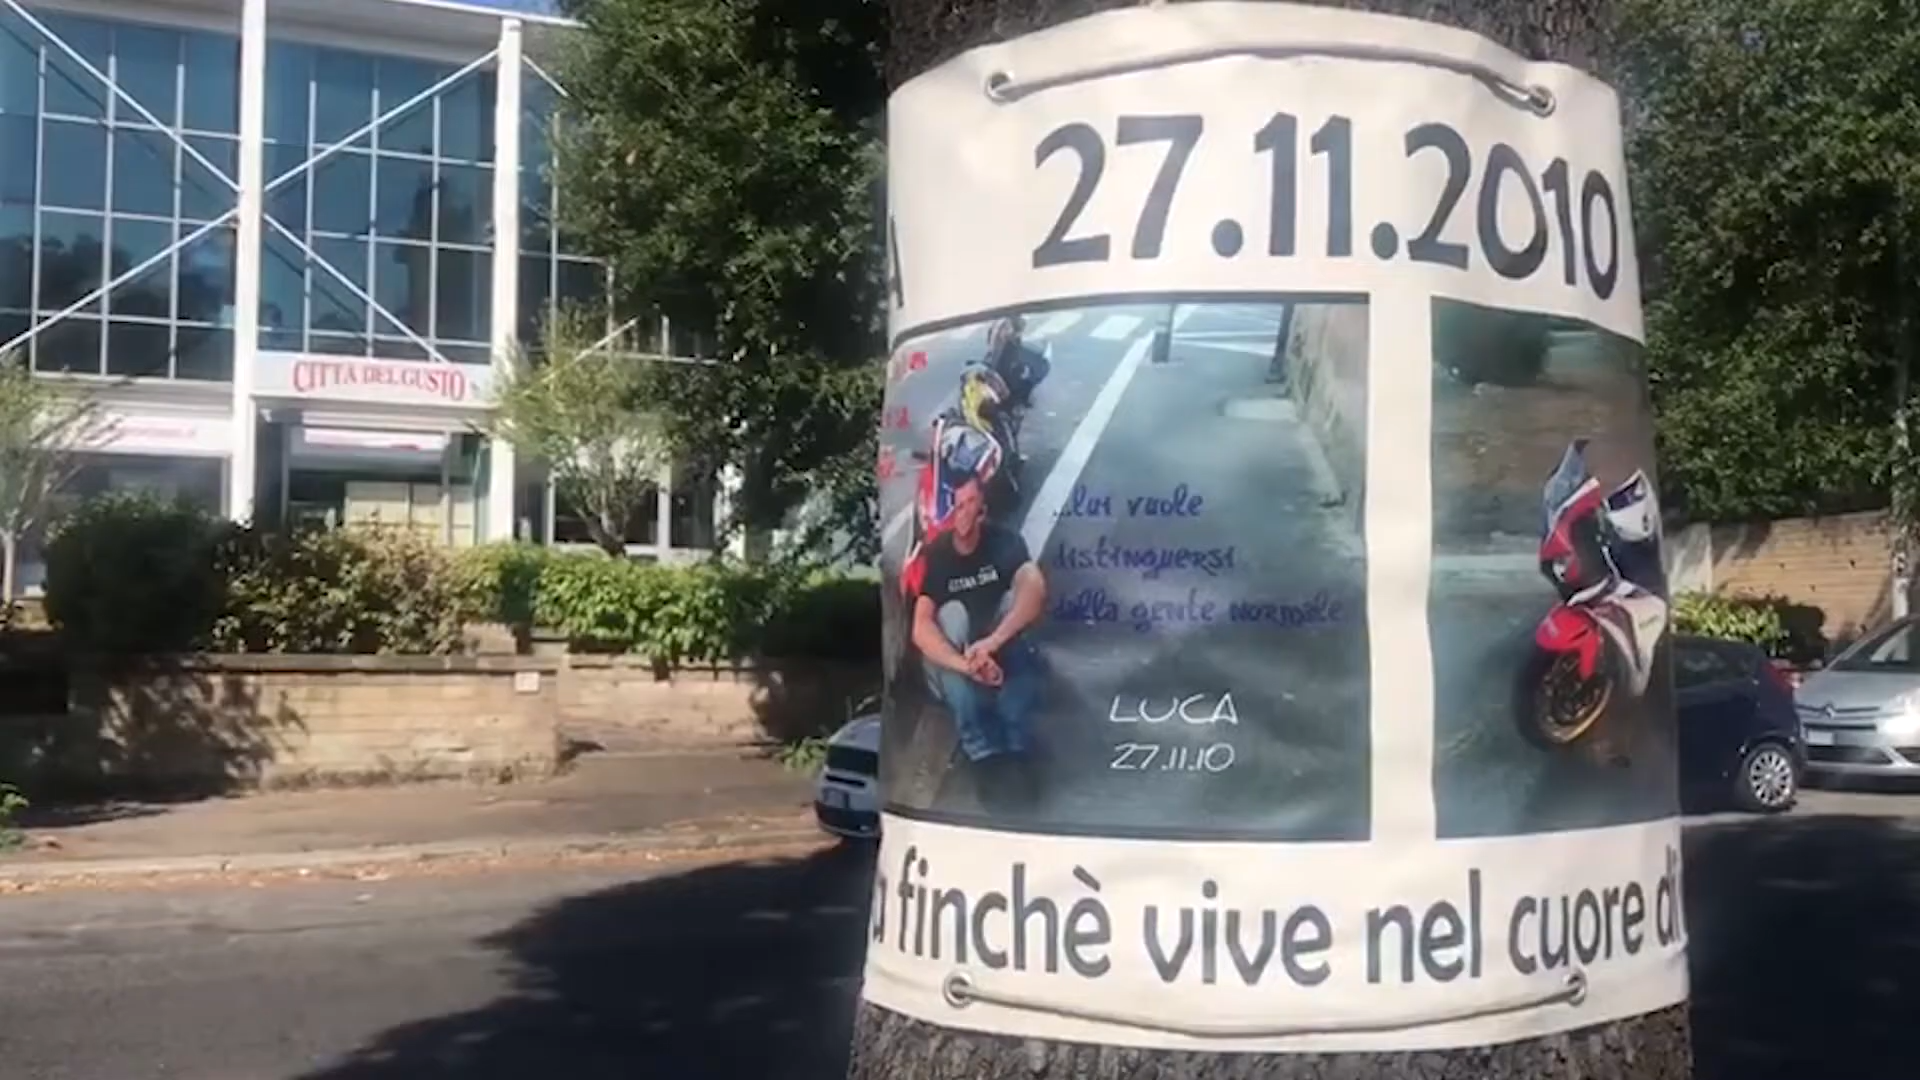 27.11.2010
CITTÀ DEL GUSTO
...lui vuole
distinguersi
dalla gente normale
LUCA
27.11.10
finchè vive nel cuore di